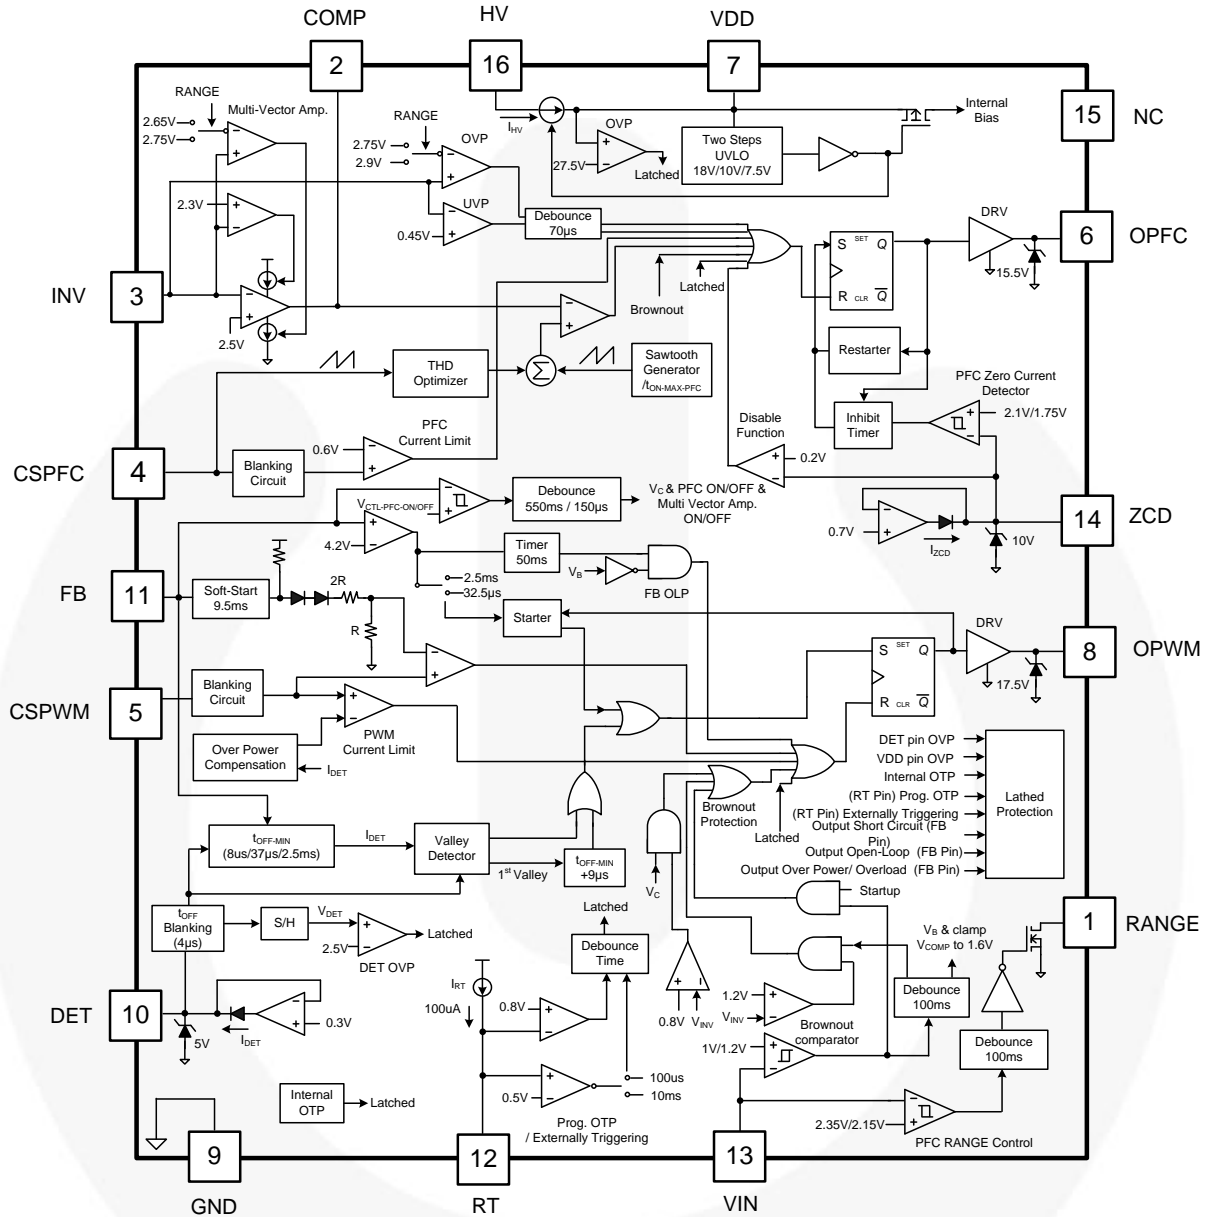 COMP
HV
VDD
2
16
7
RANGE
Multi-Vector Amp.
2.65V
2.75V
RANGE
OVP
2.75V
2.9V
I_HV
OVP
27.5V
Latched
Two Steps
UVLO
18V/10V/7.5V
Internal
Bias
15
NC
2.3V
UVP
0.45V
Debounce
70µs
S
SET
Q
R
CLR
Q
DRV
15.5V
6
OPFC
INV
3
2.5V
Brownout
Latched
Restarter
THD
Optimizer
Σ
Sawtooth
Generator
/t_ON-MAX-PFC
PFC Zero Current
Detector
Inhibit
Timer
2.1V/1.75V
PFC
Current Limit
0.6V
Disable
Function
0.2V
CSPFC
4
Blanking
Circuit
V_CTL-PFC-ON/OFF
Debounce
550ms / 150µs
V_C & PFC ON/OFF &
Multi Vector Amp.
ON/OFF
0.7V
I_ZCD
10V
14
ZCD
4.2V
Timer
50ms
V_B
FB OLP
FB
11
Soft-Start
9.5ms
2R
R
2.5ms
32.5µs
Starter
S
SET
Q
R
CLR
Q
DRV
17.5V
8
OPWM
CSPWM
5
Blanking
Circuit
Over Power
Compensation
I_DET
PWM
Current Limit
Brownout
Protection
Latched
DET pin OVP
VDD pin OVP
Internal OTP
(RT Pin) Prog. OTP
(RT Pin) Externally Triggering
Output Short Circuit (FB
Pin)
Output Open-Loop (FB Pin)
Output Over Power/ Overload (FB Pin)
Lathed
Protection
t_OFF-MIN
(8us/37µs/2.5ms)
I_DET
Valley
Detector
1st Valley
t_OFF-MIN
+9µs
V_C
Startup
t_OFF
Blanking
(4µs)
S/H
V_DET
2.5V
Latched
DET OVP
Latched
Debounce
Time
V_B & clamp
V_COMP to 1.6V
1
RANGE
DET
10
5V
I_DET
0.3V
I_RT
100uA
0.8V
0.8V
V_INV
1.2V
V_INV
Debounce
100ms
Brownout
comparator
1V/1.2V
Debounce
100ms
Internal
OTP
Latched
0.5V
100us
10ms
Prog. OTP
/ Externally Triggering
2.35V/2.15V
PFC RANGE Control
9
12
13
GND
RT
VIN